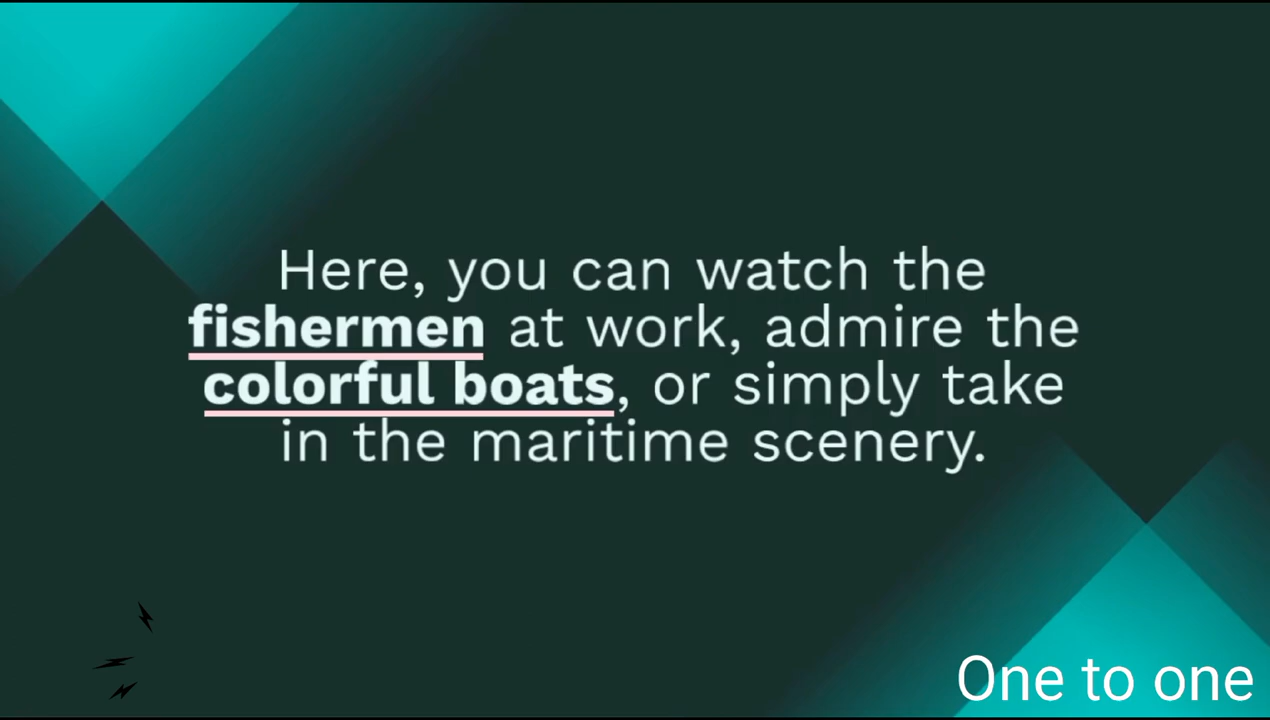 Here, you can watch the
fishermen at work, admire the
colorful boats, or simply take
in the maritime scenery.
One to one